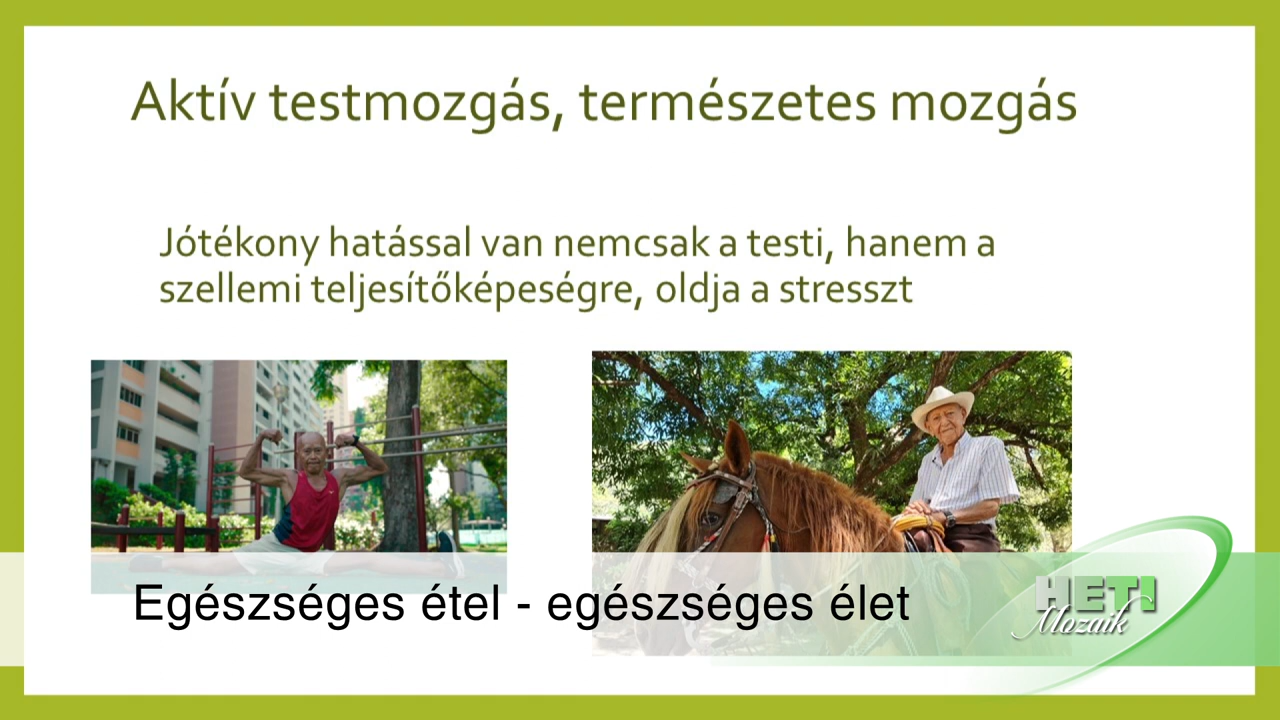 Aktív testmozgás, természetes mozgás
Jótékony hatással van nemcsak a testi, hanem a
szellemi teljesítőképeségre, oldja a stresszt
Egészséges étel - egészséges élet
HETI
Mozaik